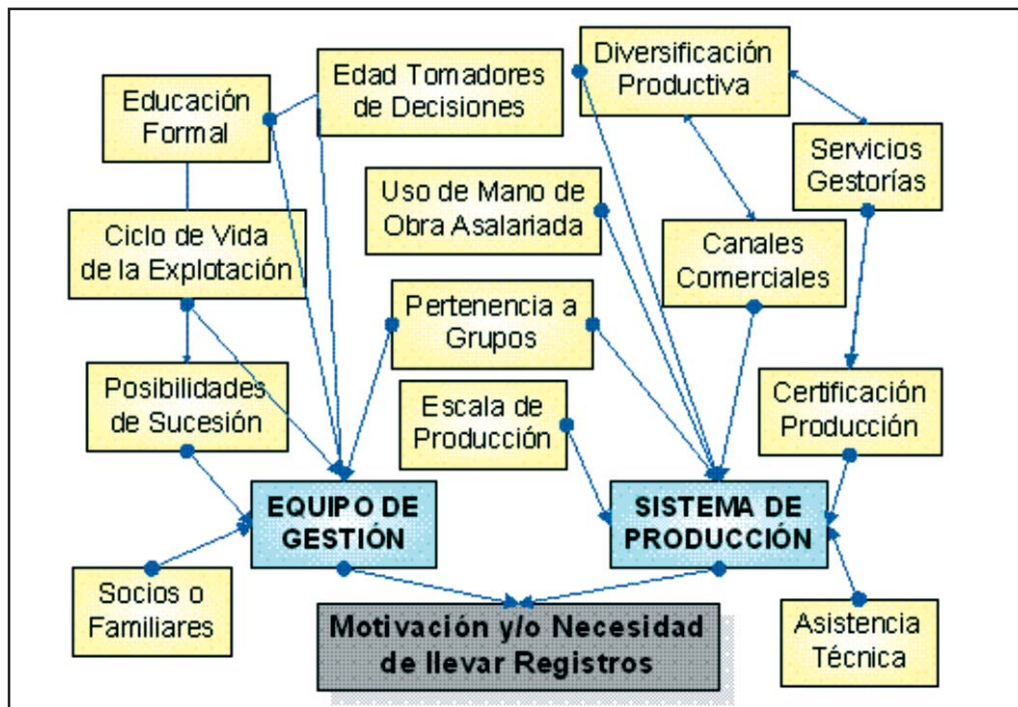 Educación
Formal
Edad Tomadores
de Decisiones
Diversificación
Productiva
Servicios
Gestorías
Uso de Mano de
Obra Asalariada
Ciclo de Vida
de la Explotación
Canales
Comerciales
Pertenencia a
Grupos
Posibilidades
de Sucesión
Escala de
Producción
Certificación
Producción
EQUIPO DE
GESTIÓN
SISTEMA DE
PRODUCCIÓN
Socios o
Familiares
Motivación y/o Necesidad
de llevar Registros
Asistencia
Técnica